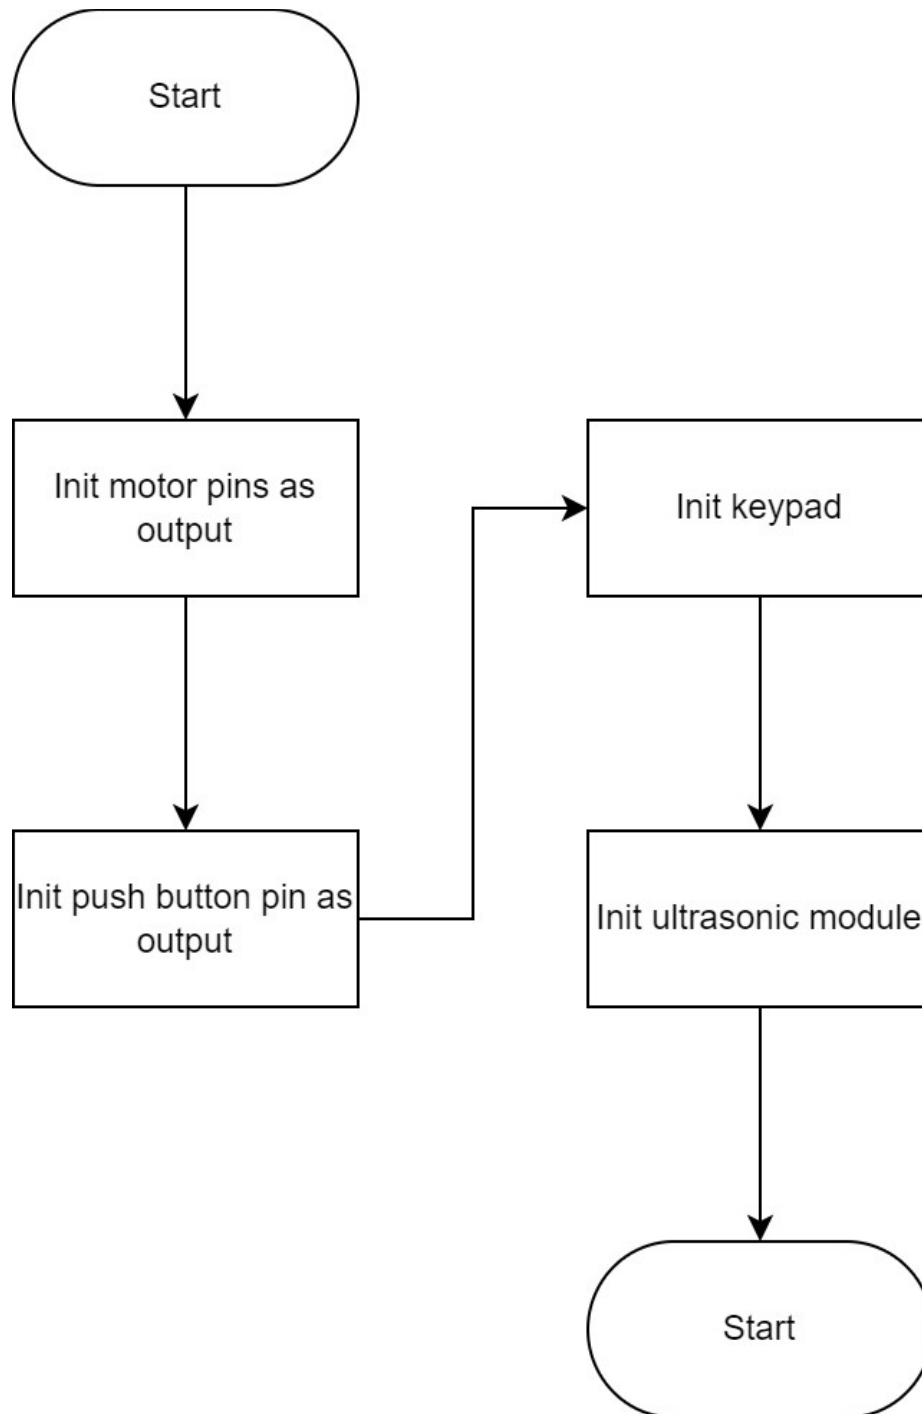 Start
Init motor pins as
output
Init push button pin as
output
Init keypad
Init ultrasonic module
Start